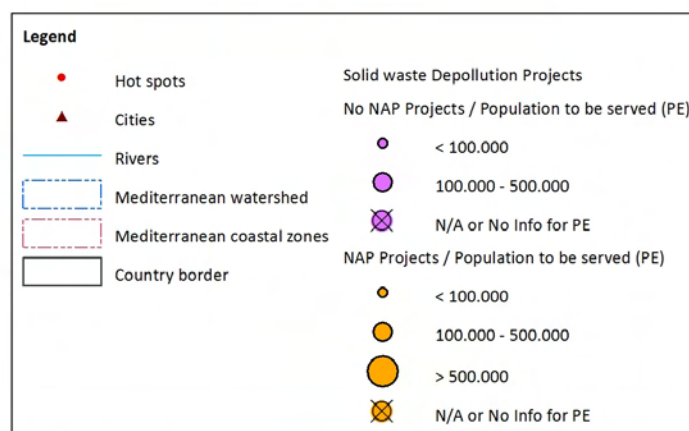 Legend
Hot spots
Cities
Rivers
Mediterranean watershed
Mediterranean coastal zones
Country border
Solid waste Depollution Projects
No NAP Projects / Population to be served (PE)
< 100.000
100.000 - 500.000
N/A or No Info for PE
NAP Projects / Population to be served (PE)
< 100.000
100.000 - 500.000
> 500.000
N/A or No Info for PE